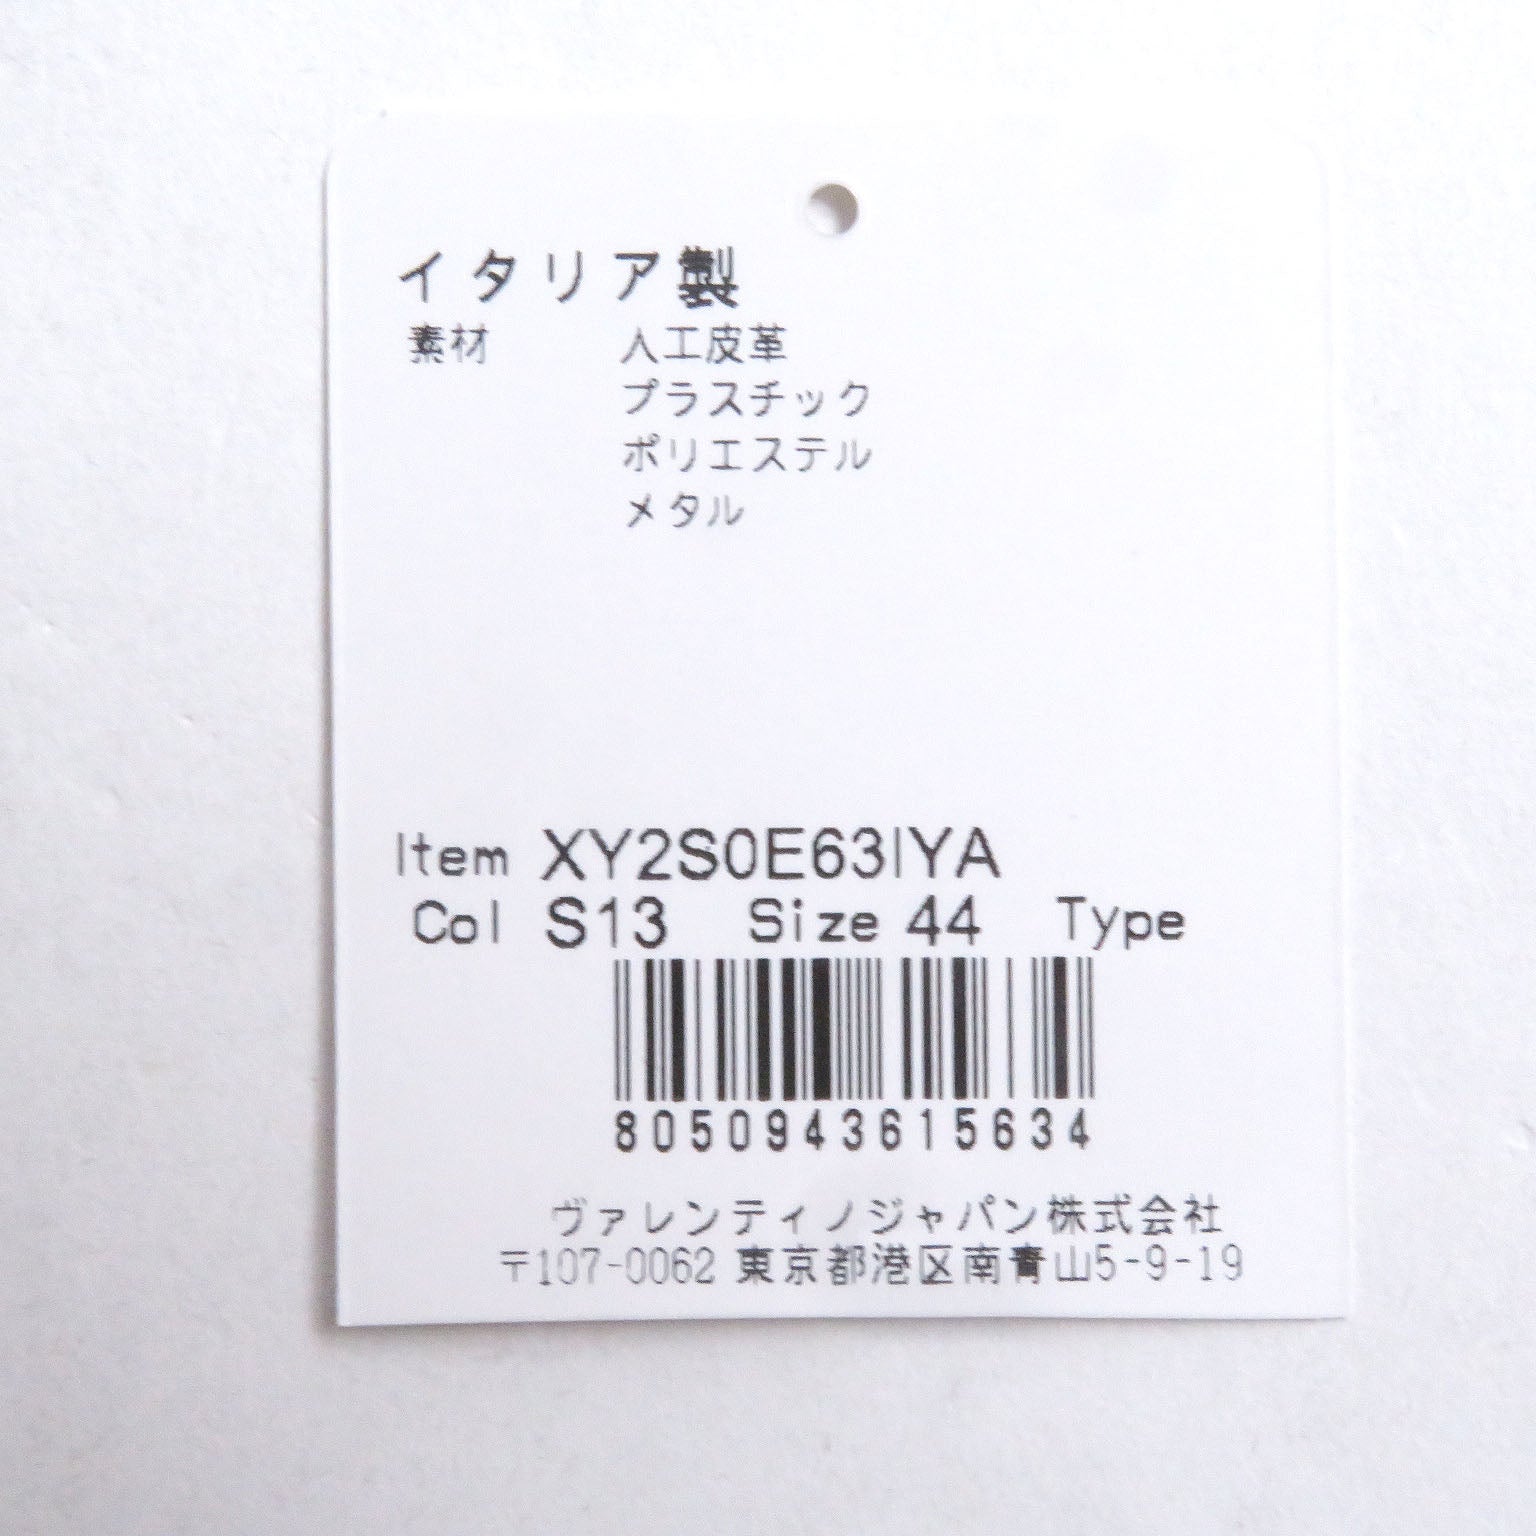 イタリア製
素材 人工皮革
プラスチック
ポリエステル
メタル
Item XY2S0E63IYA
Col S13 Size 44 Type
8050943615634
ヴァレンティノジャパン株式会社
〒107-0062 東京都港区南青山5-9-19